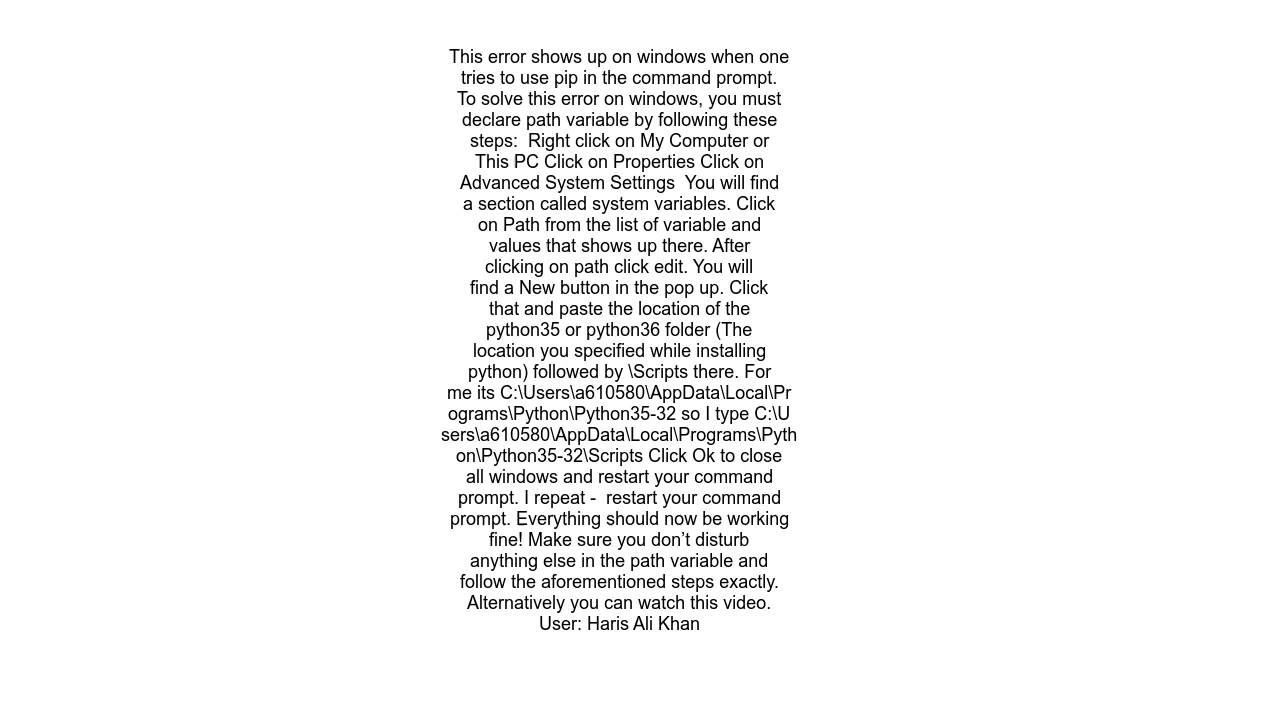 This error shows up on windows when one
tries to use pip in the command prompt.
To solve this error on windows, you must
declare path variable by following these
steps:  Right click on My Computer or
This PC Click on Properties Click on
Advanced System Settings  You will find
a section called system variables. Click
on Path from the list of variable and
values that shows up there. After
clicking on path click edit. You will
find a New button in the pop up. Click
that and paste the location of the
python35 or python36 folder (The
location you specified while installing
python) followed by \Scripts there. For
me its C:\Users\a610580\AppData\Local\Pr
ograms\Python\Python35-32 so I type C:\U
sers\a610580\AppData\Local\Programs\Pyth
on\Python35-32\Scripts Click Ok to close
all windows and restart your command
prompt. I repeat -  restart your command
prompt. Everything should now be working
fine! Make sure you don’t disturb
anything else in the path variable and
follow the aforementioned steps exactly.
Alternatively you can watch this video.
User: Haris Ali Khan